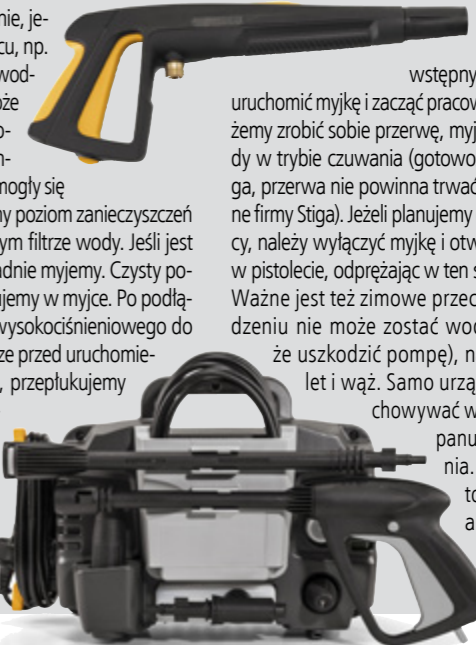 nie, je-
cu, np.
wod-
oże
o-
n-
mogły się
ny poziom zanieczyszczeń
ym filtrze wody. Jeśli jest
adnie myjemy. Czysty po-
ujemy w myjce. Po podłą-
wysokociśnieniowego do
ze przed uruchomie-
, przepłukujemy
wstępny
uruchomić myjkę i zacząć pracow
żemy zrobić sobie przerwę, myj
dy w trybie czuwania (gotowo
ga, przerwa nie powinna trwać
ne firmy Stiga). Jeżeli planujemy
cy, należy wyłączyć myjkę i otw
w pistolecie, odprężając w ten s
Ważne jest też zimowe przec
dzeniu nie może zostać wod
że uszkodzić pompę), n
let i wąż. Samo urzą
chowywać w
panu
nia.
to
a